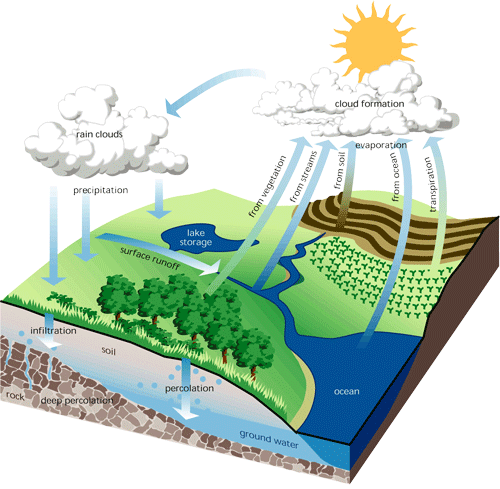 cloud formation
rain clouds
evaporation
precipitation
from vegetation
from streams
from soil
from ocean
transpiration
lake
storage
surface runoff
infiltration
soil
percolation
ocean
rock
deep percolation
ground water